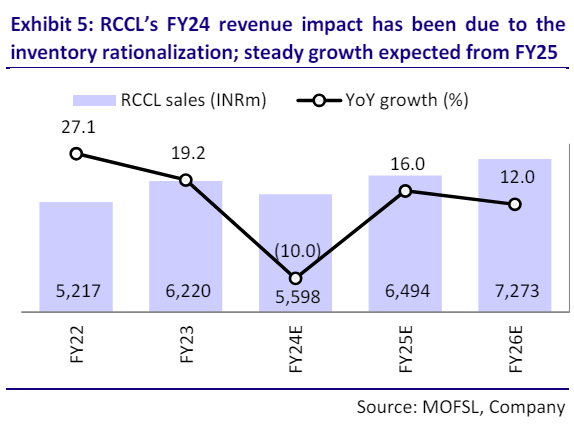 Exhibit 5: RCCL’s FY24 revenue impact has been due to the
inventory rationalization; steady growth expected from FY25
RCCL sales (INRm)
YoY growth (%)
27.1
19.2
(10.0)
16.0
12.0
5,217
6,220
5,598
6,494
7,273
FY22
FY23
FY24E
FY25E
FY26E
Source: MOFSL, Company